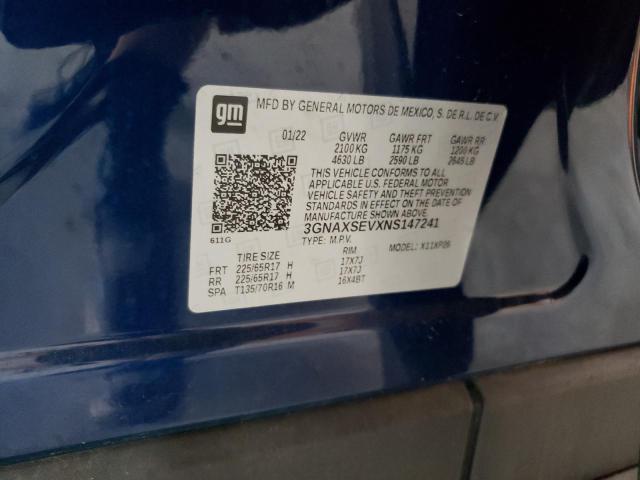 gm MFD BY GENERAL MOTORS DE MEXICO, S. DE R.L. DE C.V.
01/22 GVWR GAWR FRT GAWR RR
2100 KG 1175 KG 1200 KG
4630 LB 2590 LB 2645 LB
THIS VEHICLE CONFORMS TO ALL
APPLICABLE U.S. FEDERAL MOTOR
VEHICLE SAFETY AND THEFT PREVENTION
STANDARDS IN EFFECT ON THE DATE OF
MANUFACTURE SHOWN ABOVE.
3GNAXSEVXNS147241
611G TYPE: M.P.V. X11XP26
TIRE SIZE RIM
FRT 225/65R17 H 17X7J
RR 225/65R17 H 17X7J
SPA T135/70R16 M 16X4BT